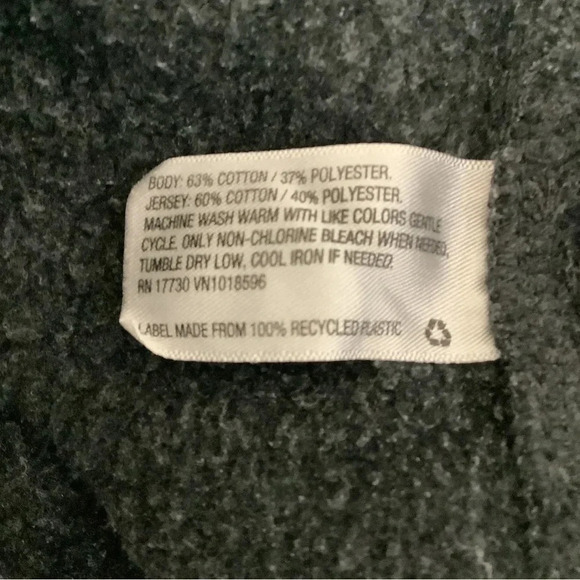 BODY: 63% COTTON / 37% POLYESTER.
JERSEY: 60% COTTON / 40% POLYESTER.
MACHINE WASH WARM WITH LIKE COLORS GENTLE
CYCLE. ONLY NON-CHLORINE BLEACH WHEN NEEDED,
TUMBLE DRY LOW, COOL IRON IF NEEDED.
RN 17730 VN1018596
LABEL MADE FROM 100% RECYCLED PLASTIC